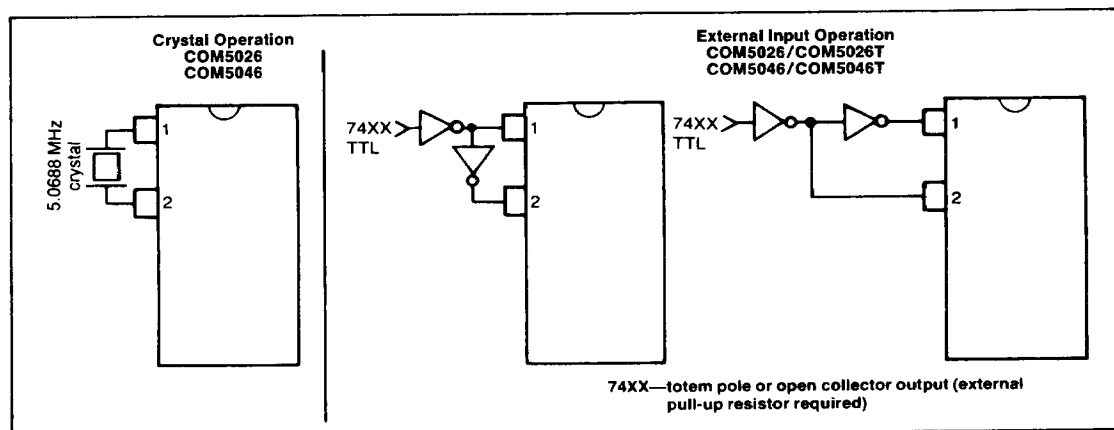 Crystal Operation
COM5026
COM5046
5.0688 MHz
crystal
1
2
External Input Operation
COM5026/COM5026T
COM5046/COM5046T
74XX
TTL
1
2
74XX
TTL
1
2
74XX—totem pole or open collector output (external
pull-up resistor required)